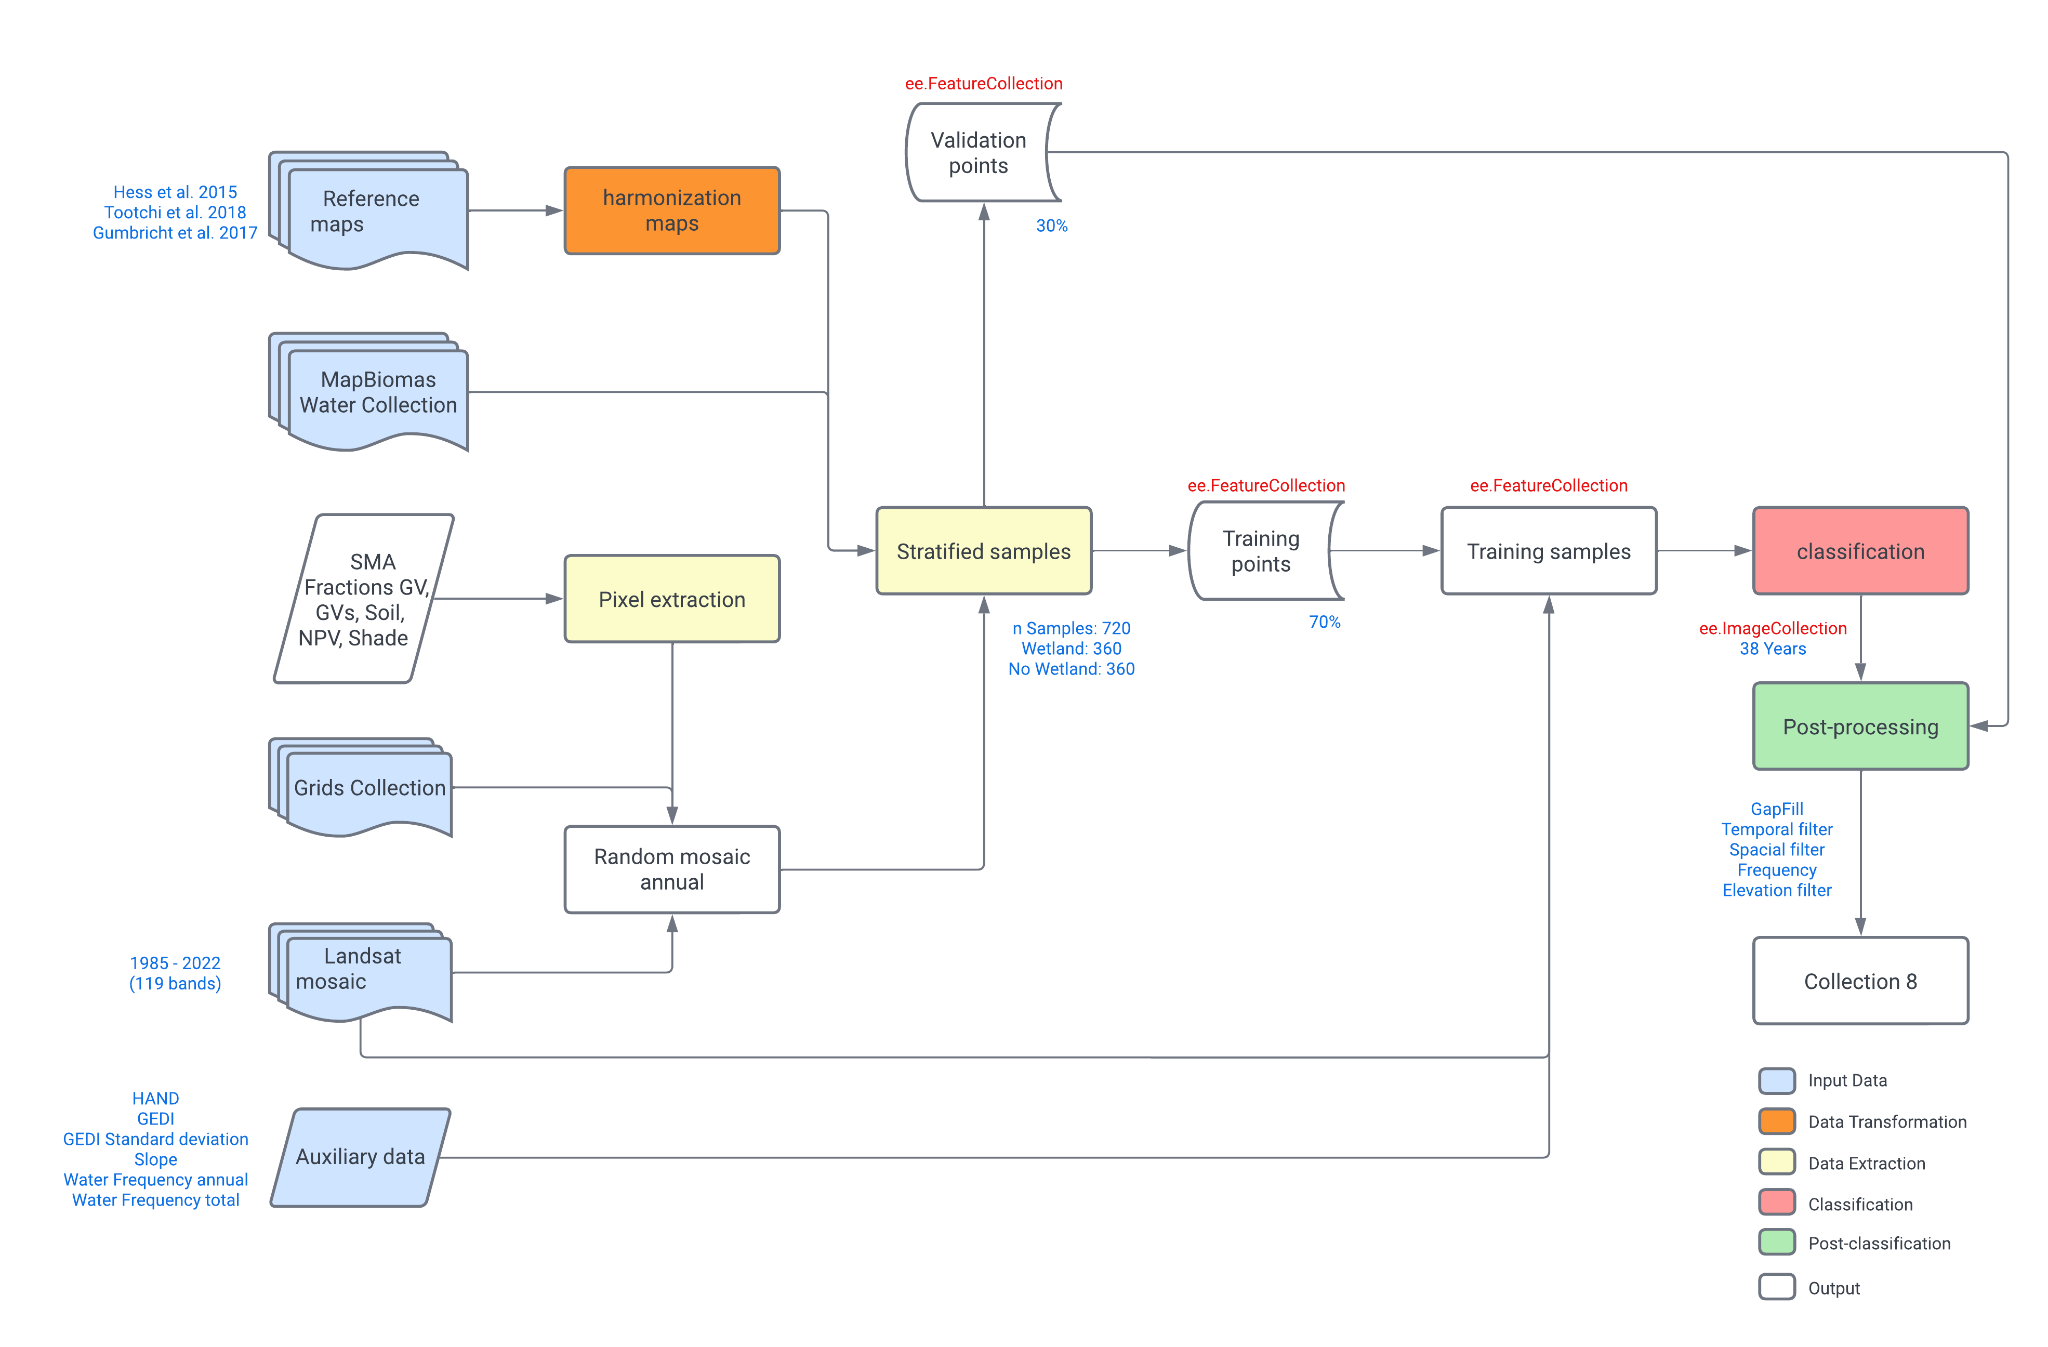 ee.FeatureCollection
Validation
points
30%
Hess et al. 2015
Tootchi et al. 2018
Gumbricht et al. 2017
Reference
maps
harmonization
maps
MapBiomas
Water Collection
SMA
Fractions GV,
GVs, Soil,
NPV, Shade
Pixel extraction
Stratified samples
n Samples: 720
Wetland: 360
No Wetland: 360
ee.FeatureCollection
Training
points
70%
ee.FeatureCollection
Training samples
classification
ee.ImageCollection
38 Years
Post-processing
Grids Collection
Random mosaic
annual
GapFill
Temporal filter
Spacial filter
Frequency
Elevation filter
1985 - 2022
(119 bands)
Landsat
mosaic
Collection 8
HAND
GEDI
GEDI Standard deviation
Slope
Water Frequency annual
Water Frequency total
Auxiliary data
Input Data
Data Transformation
Data Extraction
Classification
Post-classification
Output